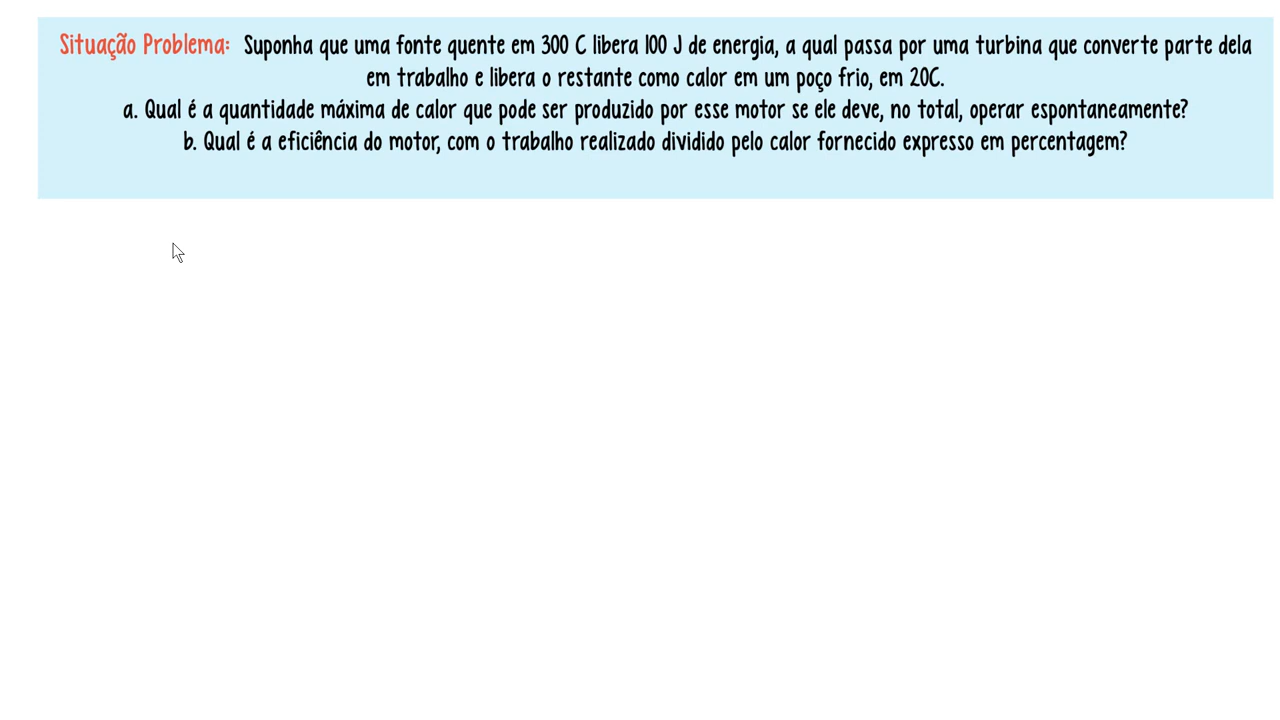 Situação Problema: Suponha que uma fonte quente em 300 C libera 100 J de energia, a qual passa por uma turbina que converte parte dela
em trabalho e libera o restante como calor em um poço frio, em 20C.
a. Qual é a quantidade máxima de calor que pode ser produzido por esse motor se ele deve, no total, operar espontaneamente?
b. Qual é a eficiência do motor, com o trabalho realizado dividido pelo calor fornecido expresso em percentagem?